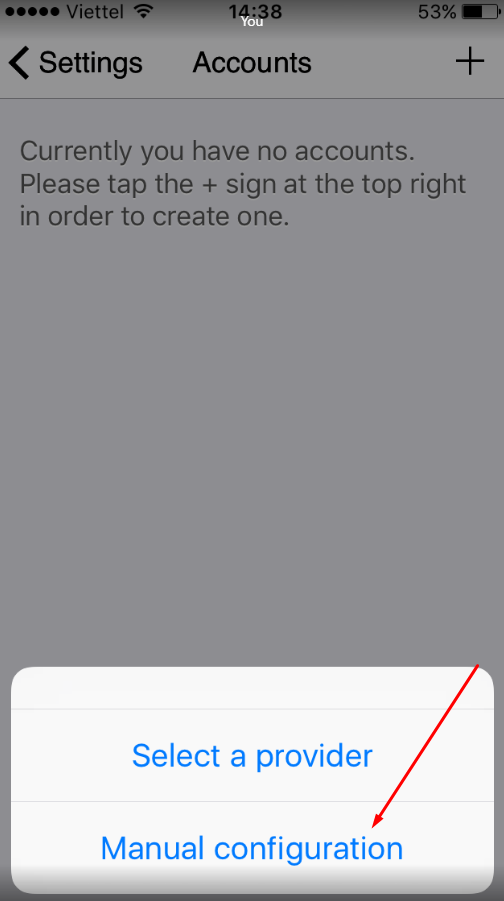 Viettel 14:38 53%
You
Settings Accounts +
Currently you have no accounts.
Please tap the + sign at the top right
in order to create one.
Select a provider
Manual configuration